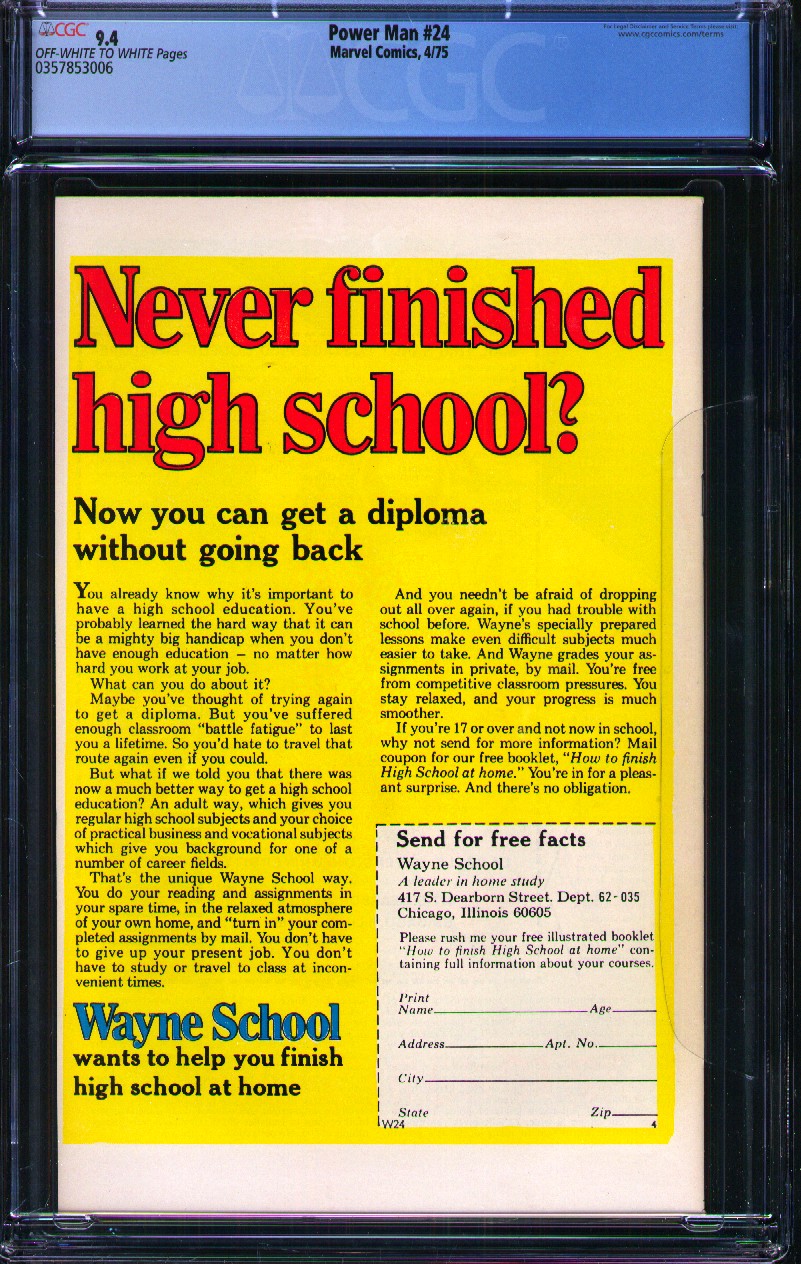 CGC 9.4
OFF-WHITE TO WHITE Pages
0357853006
Power Man #24
Marvel Comics, 4/75
For Legal Disclaimer and Service Terms please visit
www.cgccomics.com/terms
CGC
Never finished
high school?
Now you can get a diploma
without going back
You already know why it's important to
have a high school education. You've
probably learned the hard way that it can
be a mighty big handicap when you don't
have enough education — no matter how
hard you work at your job.
What can you do about it?
Maybe you've thought of trying again
to get a diploma. But you've suffered
enough classroom "battle fatigue" to last
you a lifetime. So you'd hate to travel that
route again even if you could.
But what if we told you that there was
now a much better way to get a high school
education? An adult way, which gives you
regular high school subjects and your choice
of practical business and vocational subjects
which give you background for one of a
number of career fields.
That's the unique Wayne School way.
You do your reading and assignments in
your spare time, in the relaxed atmosphere
of your own home, and "turn in" your com-
pleted assignments by mail. You don't have
to give up your present job. You don't
have to study or travel to class at incon-
venient times.
Wayne School
wants to help you finish
high school at home
And you needn't be afraid of dropping
out all over again, if you had trouble with
school before. Wayne's specially prepared
lessons make even difficult subjects much
easier to take. And Wayne grades your as-
signments in private, by mail. You're free
from competitive classroom pressures. You
stay relaxed, and your progress is much
smoother.
If you're 17 or over and not now in school,
why not send for more information? Mail
coupon for our free booklet, "How to finish
High School at home." You're in for a pleas-
ant surprise. And there's no obligation.
Send for free facts
Wayne School
A leader in home study
417 S. Dearborn Street. Dept. 62-035
Chicago, Illinois 60605
Please rush me your free illustrated booklet
"How to finish High School at home" con-
taining full information about your courses.
Print
Name Age
Address Apt. No.
City
State Zip
W24 4